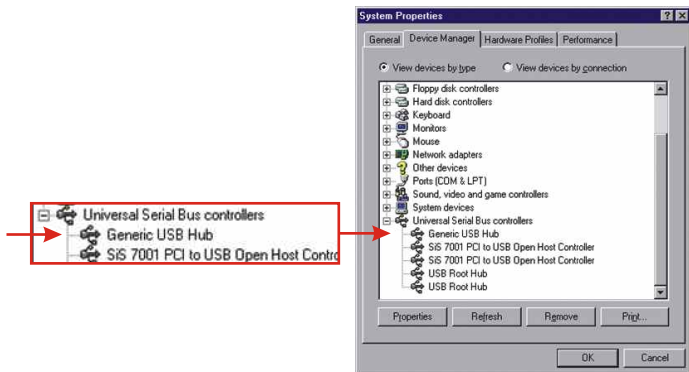 System Properties
General Device Manager Hardware Profiles Performance
View devices by type View devices by connection
Floppy disk controllers
Hard disk controllers
Keyboard
Monitors
Mouse
Network adapters
Other devices
Ports (COM & LPT)
Sound, video and game controllers
System devices
Universal Serial Bus controllers
Generic USB Hub
SiS 7001 PCI to USB Open Host Controller
SiS 7001 PCI to USB Open Host Controller
USB Root Hub
USB Root Hub
Properties Refresh Remove Print...
OK Cancel
Universal Serial Bus controllers
Generic USB Hub
SiS 7001 PCI to USB Open Host Contro